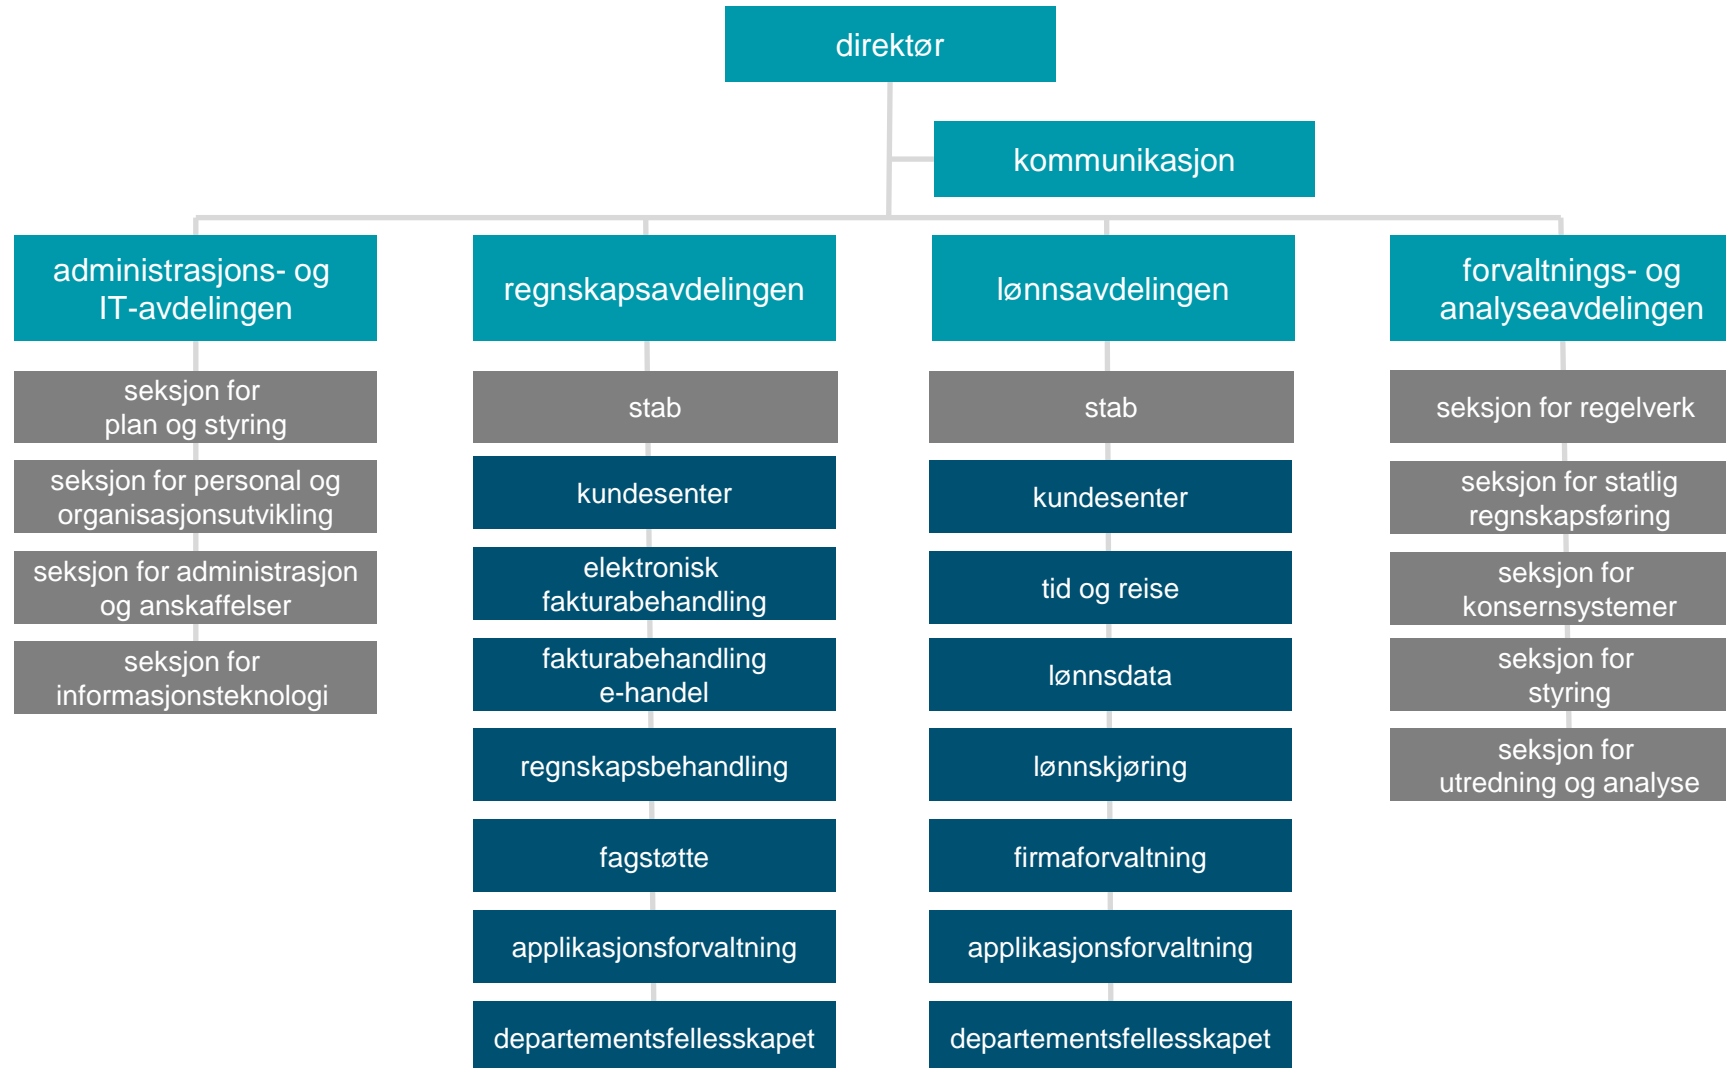 direktør
kommunikasjon
administrasjons- og
IT-avdelingen
seksjon for
plan og styring
seksjon for personal og
organisasjonsutvikling
seksjon for administrasjon
og anskaffelser
seksjon for
informasjonsteknologi
regnskapsavdelingen
stab
kundesenter
elektronisk
fakturabehandling
fakturabehandling
e-handel
regnskapsbehandling
fagstøtte
applikasjonsforvaltning
departementsfellesskapet
lønnsavdelingen
stab
kundesenter
tid og reise
lønnsdata
lønnskjøring
firmaforvaltning
applikasjonsforvaltning
departementsfellesskapet
forvaltnings- og
analyseavdelingen
seksjon for regelverk
seksjon for statlig
regnskapsføring
seksjon for
konsernsystemer
seksjon for
styring
seksjon for
utredning og analyse